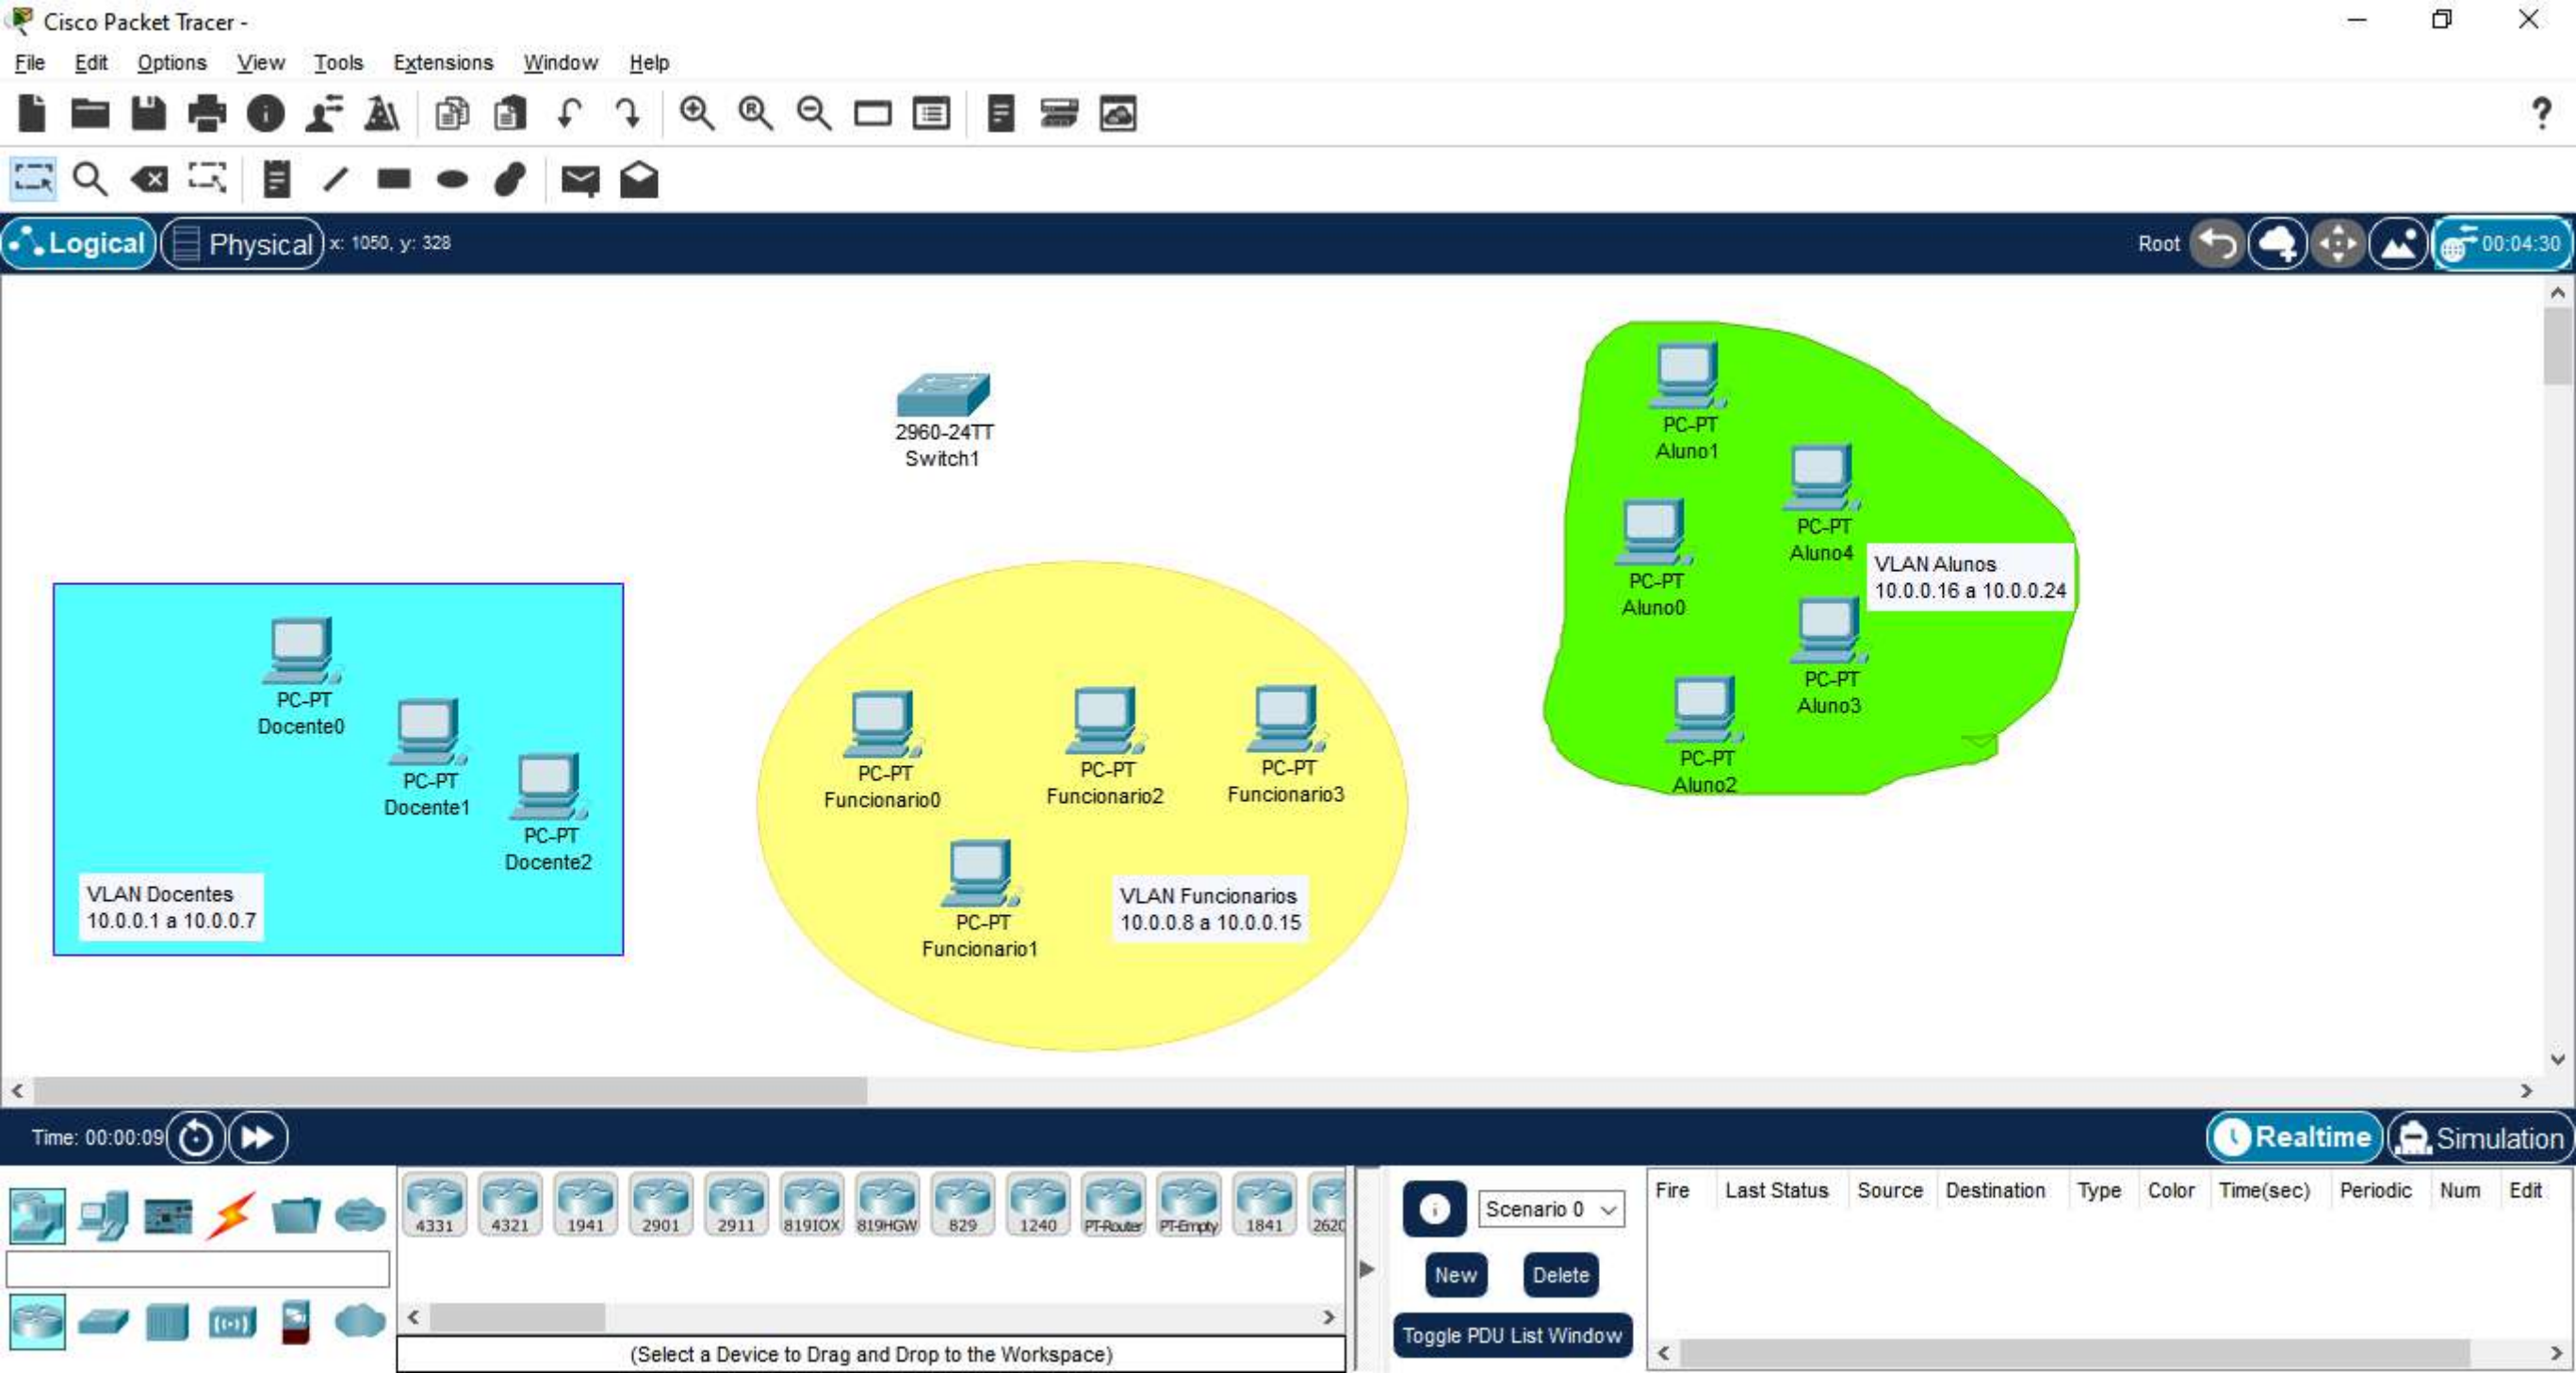 Cisco Packet Tracer -
File Edit Options View Tools Extensions Window Help
?
Logical Physical x: 1050, y: 328 Root 00:04:30
2960-24TT
Switch1
PC-PT
Aluno1
PC-PT
Aluno4
PC-PT
Aluno0
VLAN Alunos
10.0.0.16 a 10.0.0.24
PC-PT
Aluno3
PC-PT
Aluno2
PC-PT
Docente0
PC-PT
Docente1
PC-PT
Docente2
VLAN Docentes
10.0.0.1 a 10.0.0.7
PC-PT
Funcionario0
PC-PT
Funcionario2
PC-PT
Funcionario3
PC-PT
Funcionario1
VLAN Funcionarios
10.0.0.8 a 10.0.0.15
Time: 00:00:09 Realtime Simulation
4331 4321 1941 2901 2911 819IOX 819HGW 829 1240 PT-Router PT-Empty 1841 2620
(Select a Device to Drag and Drop to the Workspace)
Scenario 0
New Delete
Toggle PDU List Window
Fire Last Status Source Destination Type Color Time(sec) Periodic Num Edit